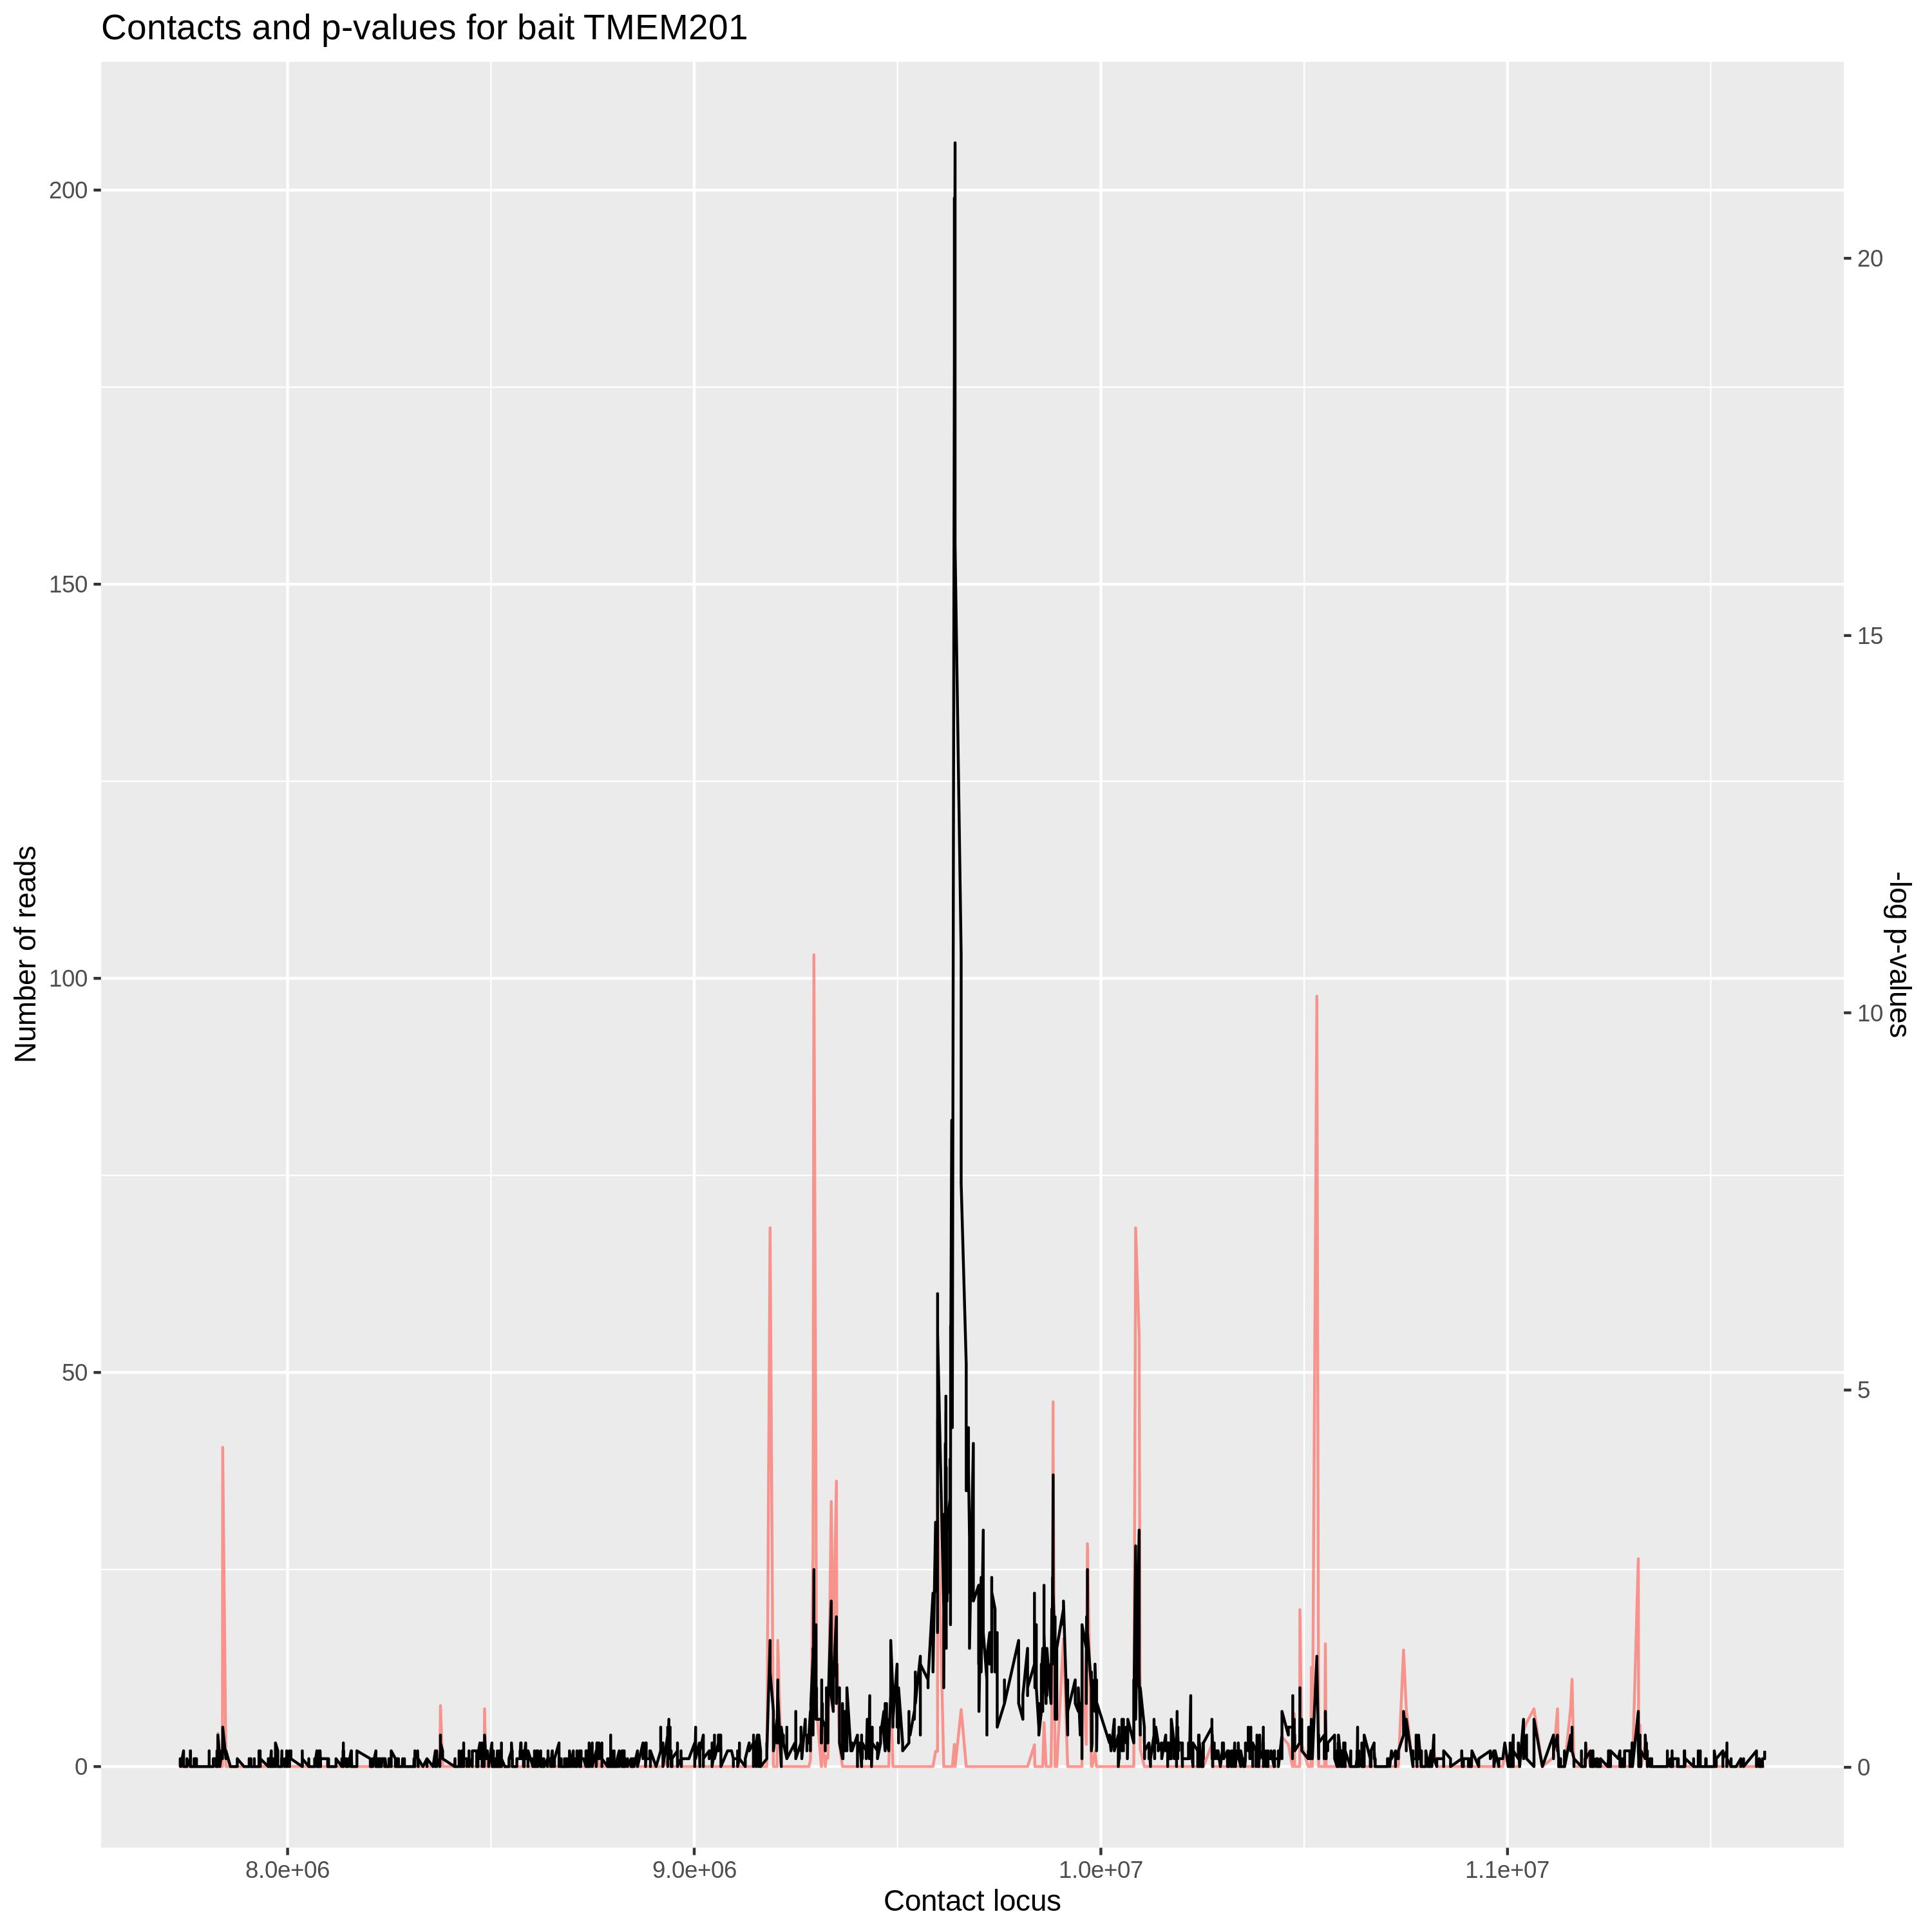 Contacts and p-values for bait TMEM201
Number of reads
200
150
100
50
0
20
15
10
5
0
-log p-values
8.0e+06
9.0e+06
1.0e+07
1.1e+07
Contact locus